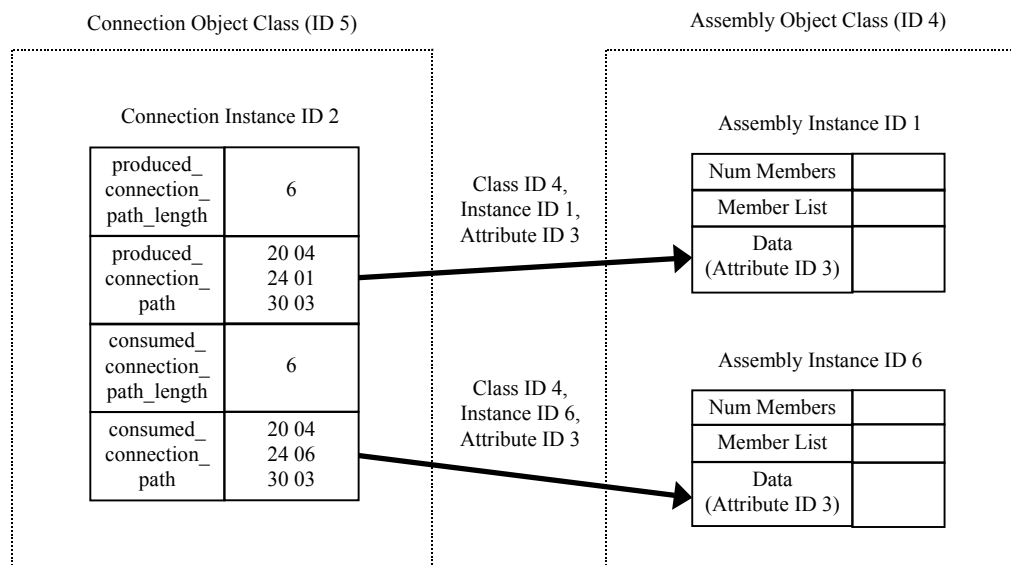 Connection Object Class (ID 5)
Assembly Object Class (ID 4)
Connection Instance ID 2
produced_
connection_
path_length
6
produced_
connection_
path
20 04
24 01
30 03
consumed_
connection_
path_length
6
consumed_
connection_
path
20 04
24 06
30 03
Class ID 4,
Instance ID 1,
Attribute ID 3
Class ID 4,
Instance ID 6,
Attribute ID 3
Assembly Instance ID 1
Num Members
Member List
Data
(Attribute ID 3)
Assembly Instance ID 6
Num Members
Member List
Data
(Attribute ID 3)